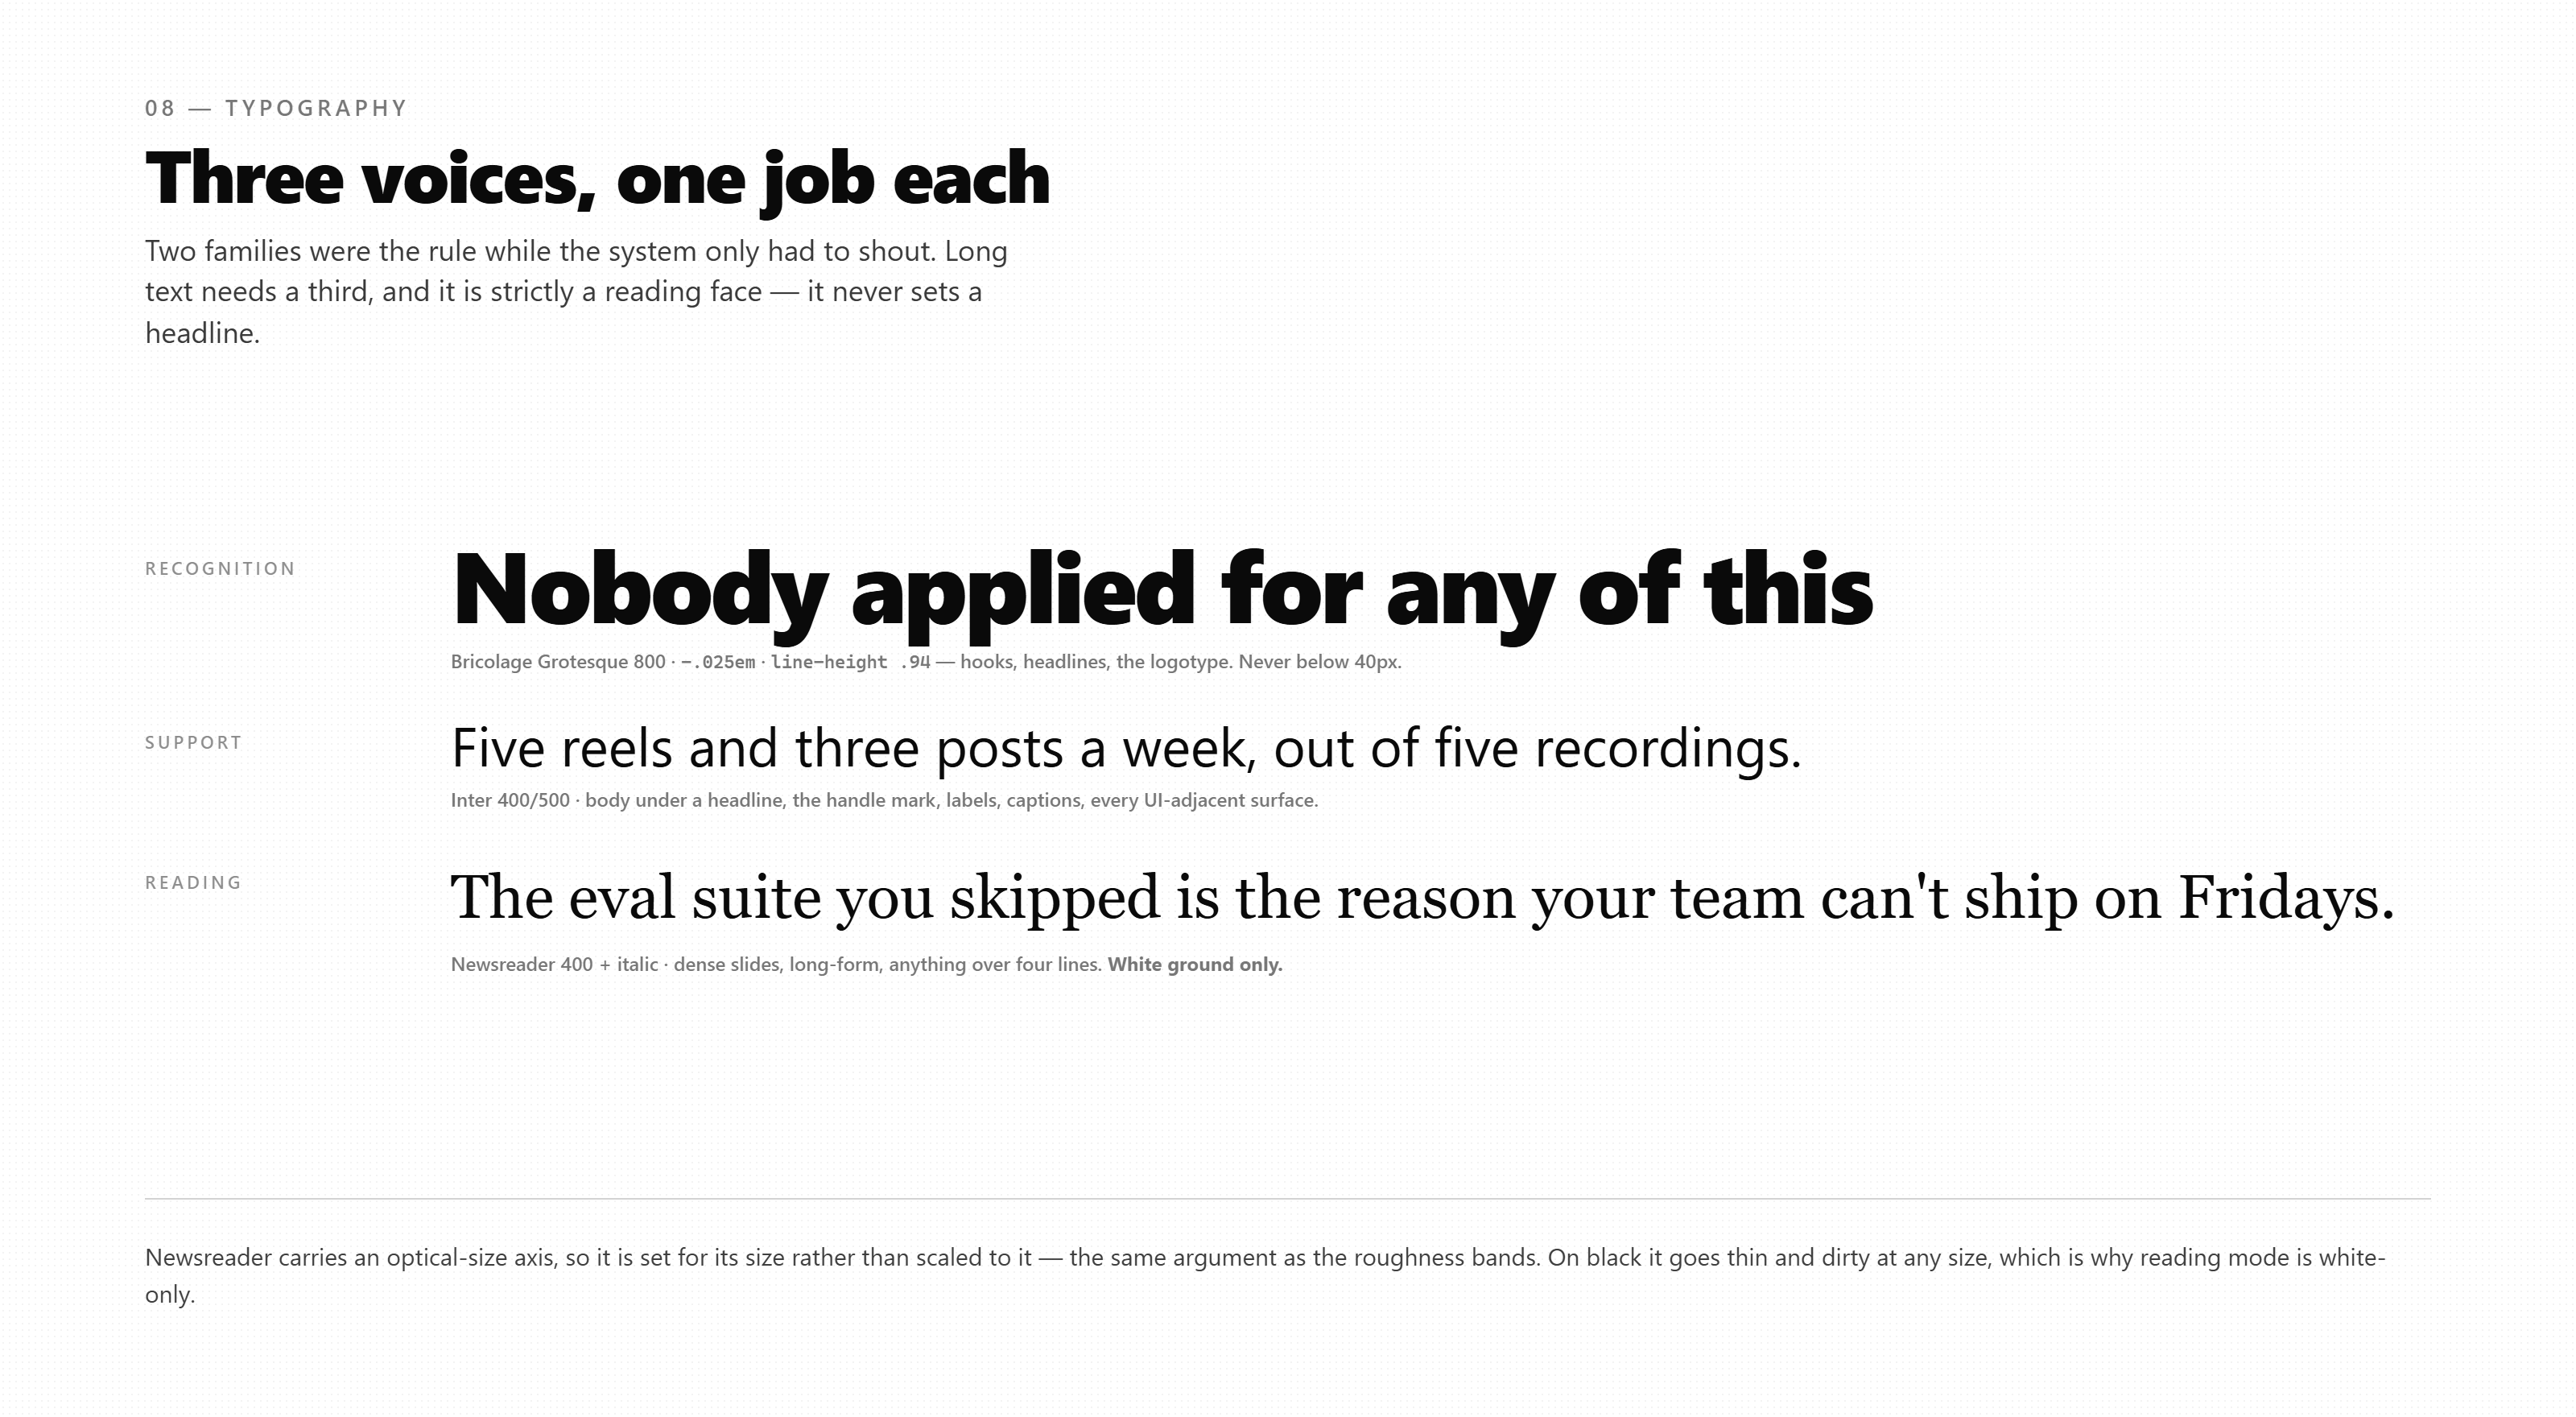 08 — TYPOGRAPHY
Three voices, one job each
Two families were the rule while the system only had to shout. Long
text needs a third, and it is strictly a reading face — it never sets a
headline.
RECOGNITION
Nobody applied for any of this
Bricolage Grotesque 800 · −.025em · line−height .94 — hooks, headlines, the logotype. Never below 40px.
SUPPORT
Five reels and three posts a week, out of five recordings.
Inter 400/500 · body under a headline, the handle mark, labels, captions, every UI-adjacent surface.
READING
The eval suite you skipped is the reason your team can't ship on Fridays.
Newsreader 400 + italic · dense slides, long-form, anything over four lines. White ground only.
Newsreader carries an optical-size axis, so it is set for its size rather than scaled to it — the same argument as the roughness bands. On black it goes thin and dirty at any size, which is why reading mode is white-
only.